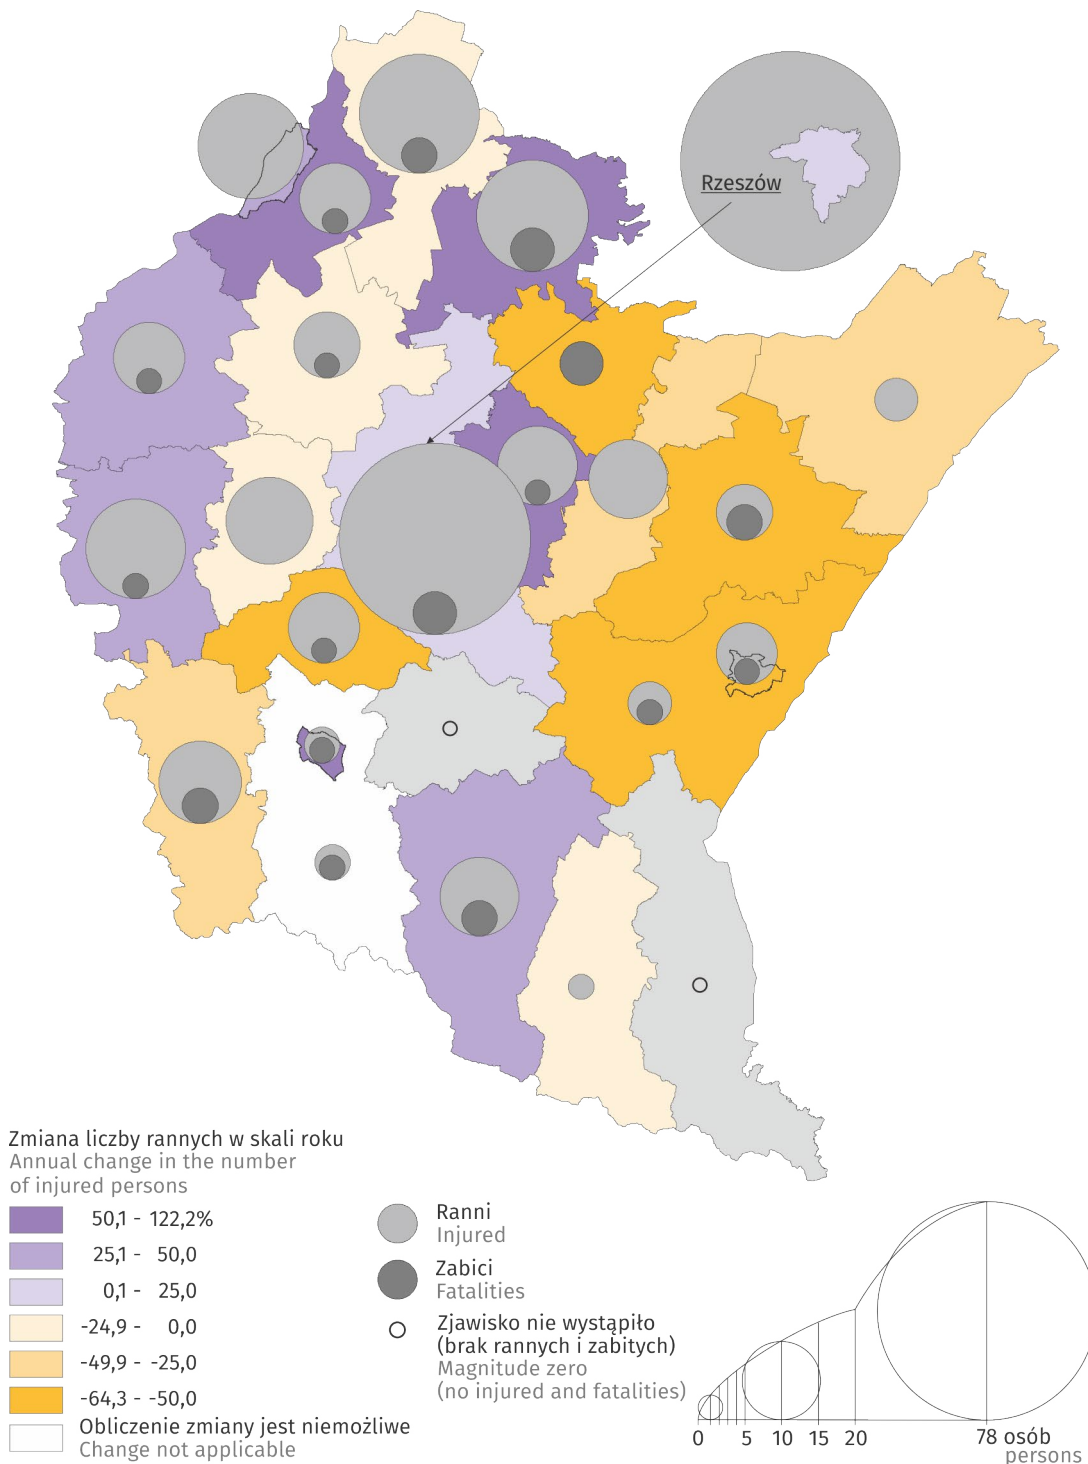 Rzeszów
Zmiana liczby rannych w skali roku
Annual change in the number
of injured persons
50,1 - 122,2%
25,1 - 50,0
0,1 - 25,0
-24,9 - 0,0
-49,9 - -25,0
-64,3 - -50,0
Obliczenie zmiany jest niemożliwe
Change not applicable
Ranni
Injured
Zabici
Fatalities
Zjawisko nie wystąpiło
(brak rannych i zabitych)
Magnitude zero
(no injured and fatalities)
0 5 10 15 20 78 osób
persons